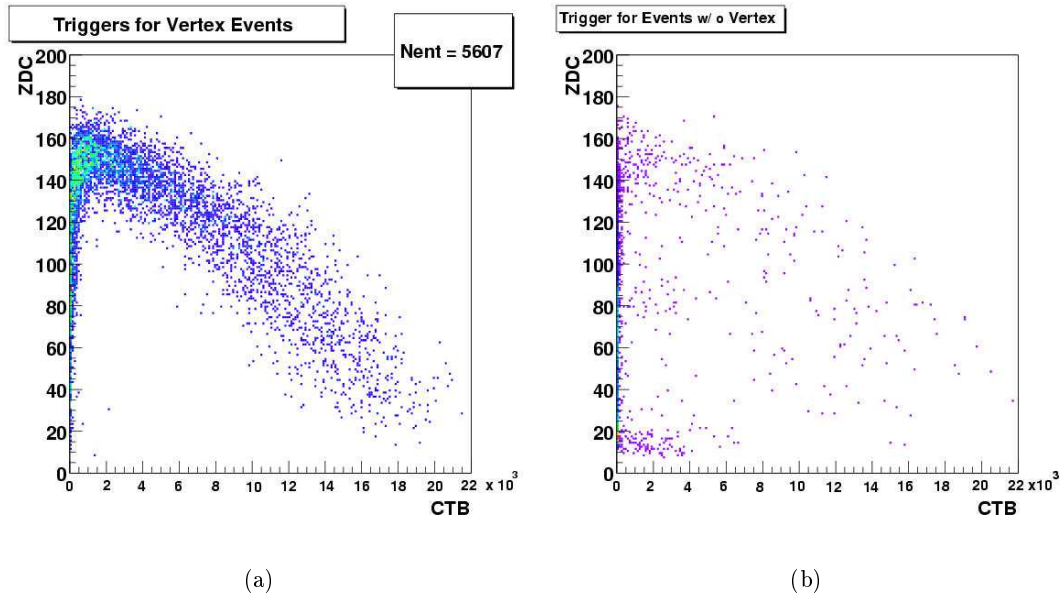 Triggers for Vertex Events
Nent = 5607
ZDC
200
180
160
140
120
100
80
60
40
20
0
0 2 4 6 8 10 12 14 16 18 20 22 x 10³
CTB
(a)
Trigger for Events w/ o Vertex
ZDC
200
180
160
140
120
100
80
60
40
20
0
0 2 4 6 8 10 12 14 16 18 20 22 x10³
CTB
(b)